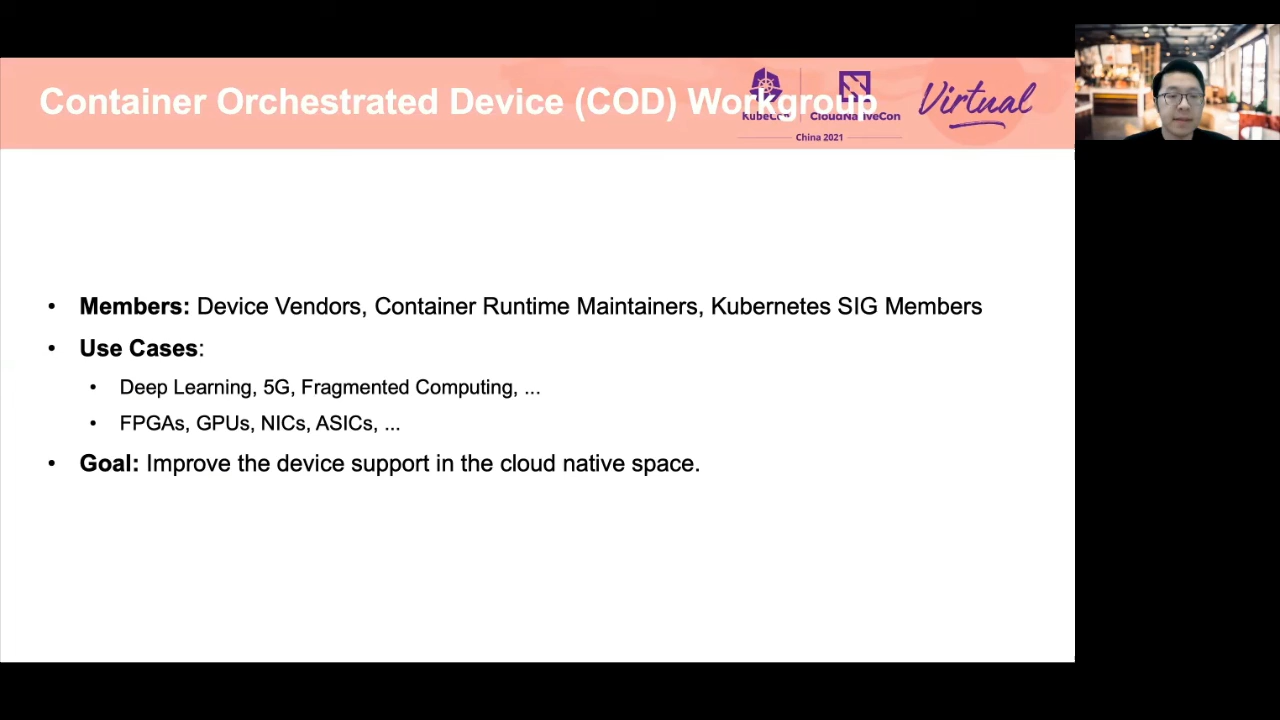 Container Orchestrated Device (COD) Workgroup
KubeCon
CloudNativeCon
Virtual
China 2021
• Members: Device Vendors, Container Runtime Maintainers, Kubernetes SIG Members
• Use Cases:
• Deep Learning, 5G, Fragmented Computing, ...
• FPGAs, GPUs, NICs, ASICs, ...
• Goal: Improve the device support in the cloud native space.